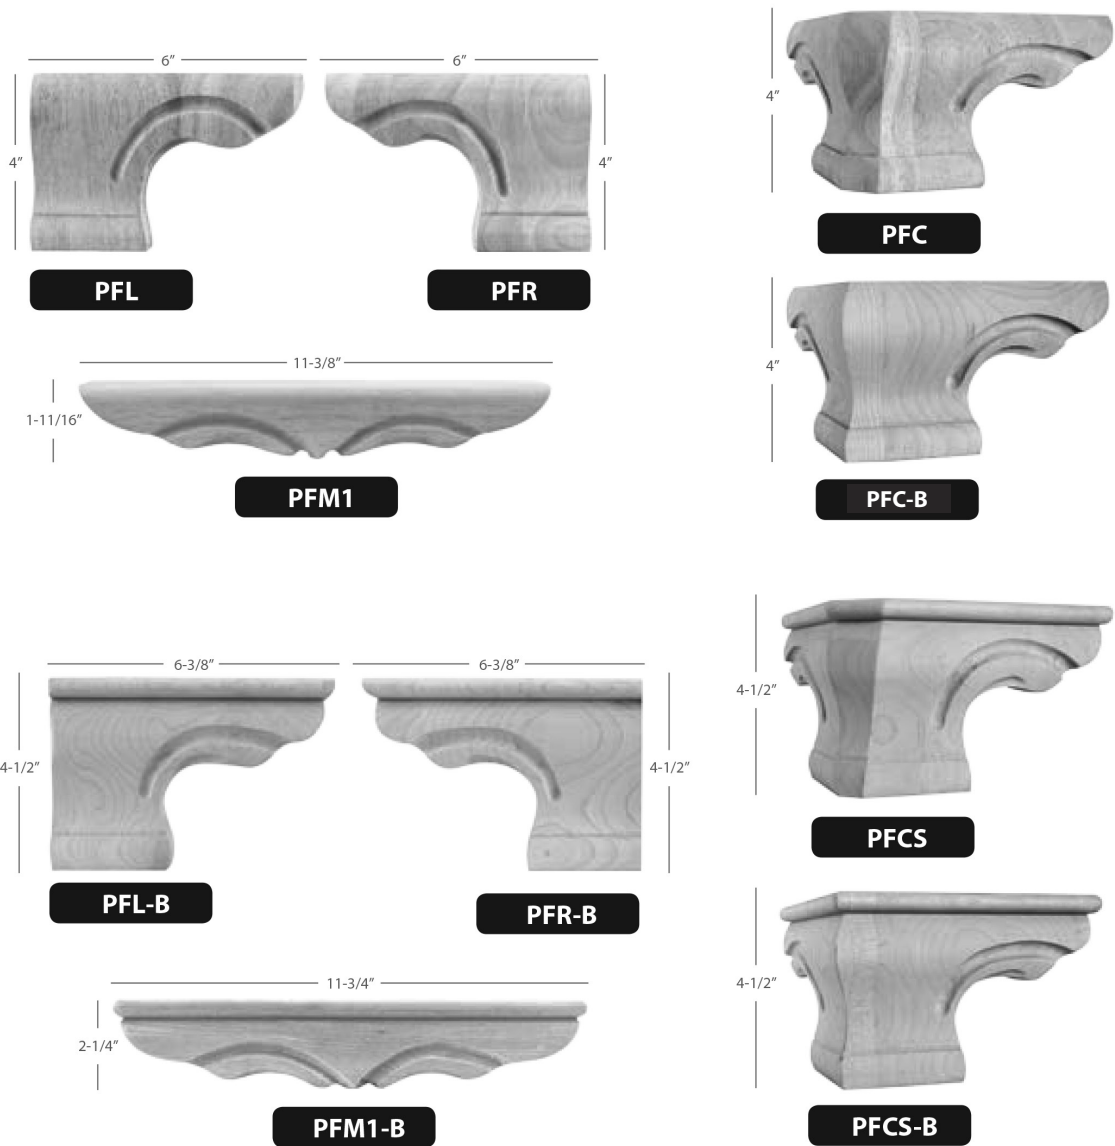 6”
6”
4”
4”
PFL
PFR
11-3/8”
1-11/16”
PFM1
4”
PFC
4”
PFC-B
6-3/8”
6-3/8”
4-1/2”
4-1/2”
PFL-B
PFR-B
11-3/4”
2-1/4”
PFM1-B
4-1/2”
PFCS
4-1/2”
PFCS-B